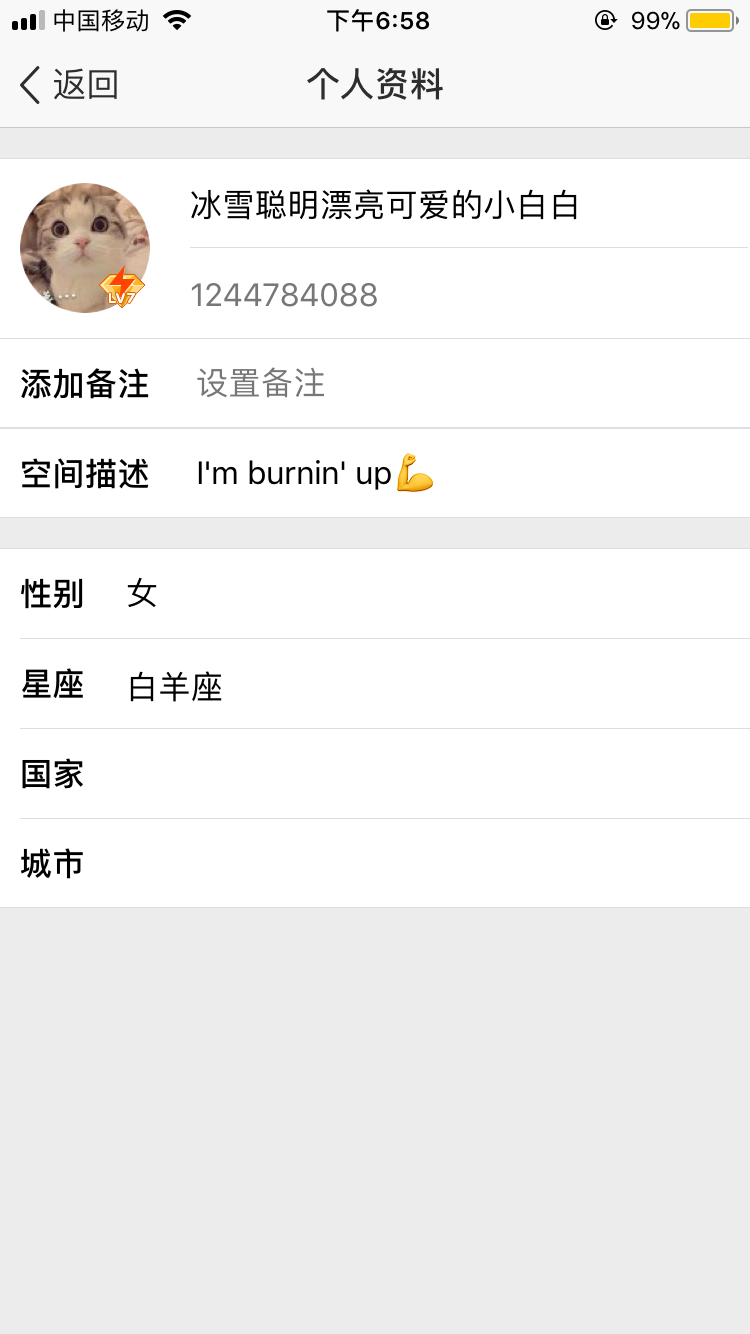 中国移动 下午6:58 99%
返回 个人资料
冰雪聪明漂亮可爱的小白白
LV7
1244784088
添加备注 设置备注
空间描述 I'm burnin' up💪
性别 女
星座 白羊座
国家
城市